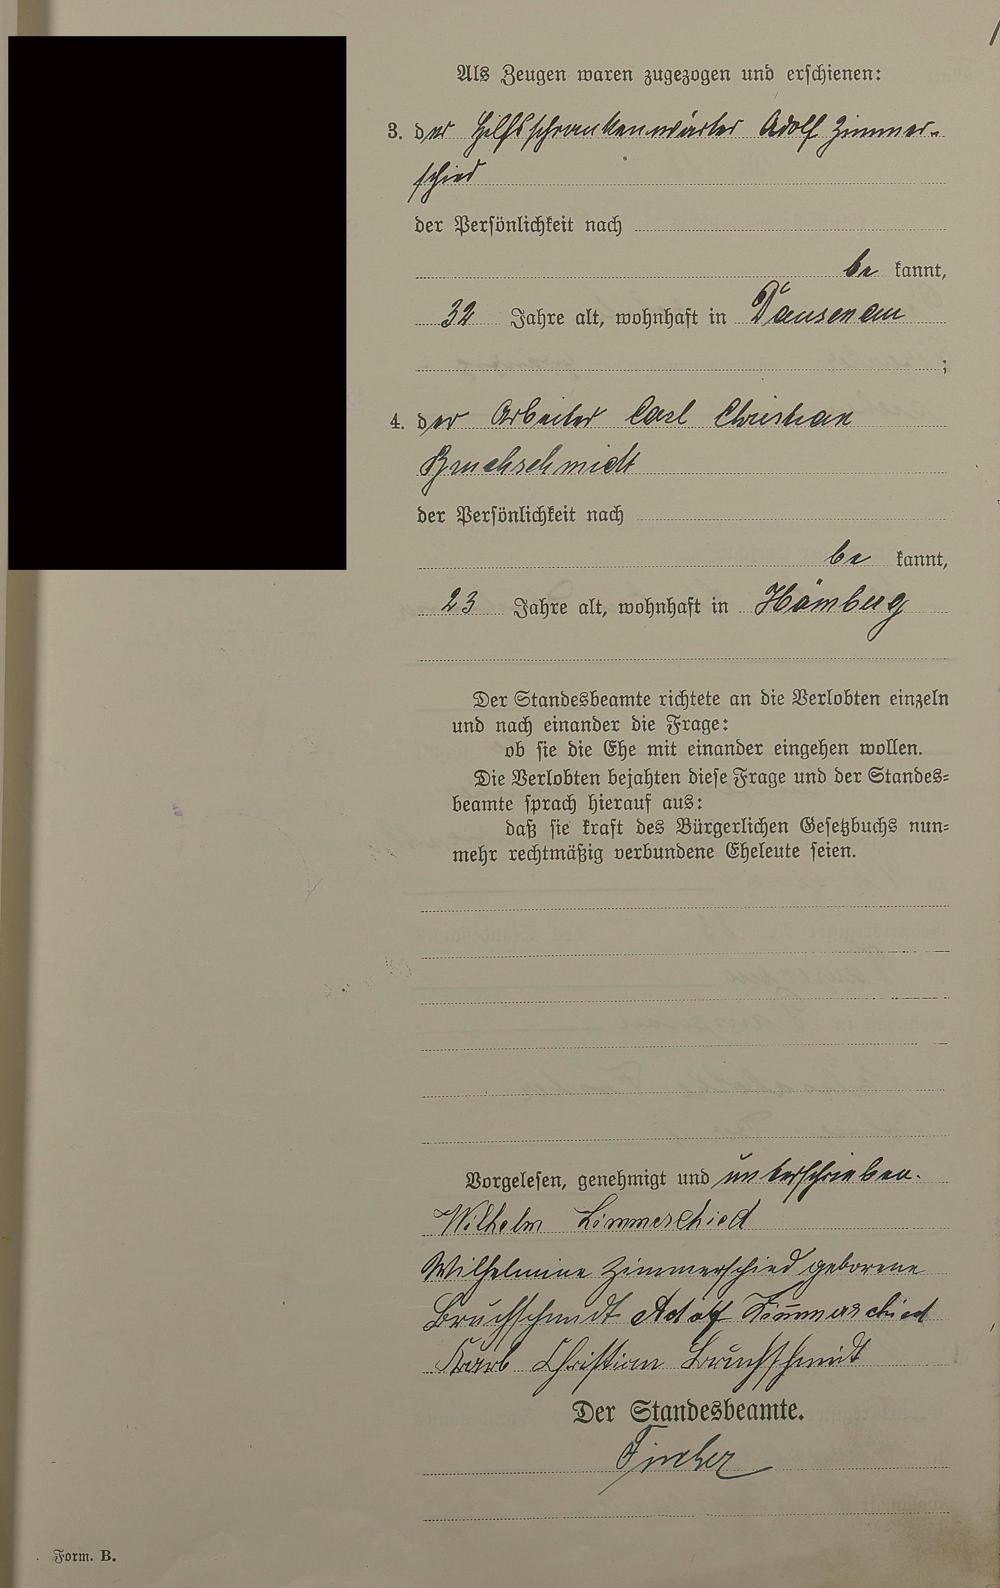 Als Zeugen waren zugezogen und erschienen:
3. der Hilfsschrankenwärter Adolf Zimmer-
schied
der Persönlichkeit nach
be kannt,
32 Jahre alt, wohnhaft in Dausenau
;
4. der Arbeiter Carl Christian
Bruchschmidt
der Persönlichkeit nach
be kannt,
23 Jahre alt, wohnhaft in Hömberg
Der Standesbeamte richtete an die Verlobten einzeln
und nach einander die Frage:
ob sie die Ehe mit einander eingehen wollen.
Die Verlobten bejahten diese Frage und der Standes=
beamte sprach hierauf aus:
daß sie kraft des Bürgerlichen Gesetzbuchs nun=
mehr rechtmäßig verbundene Eheleute seien.
Vorgelesen, genehmigt und unterschrieben.
Wilhelm Zimmerschied
Wilhelmine Zimmerschied geborene
Bruchschmidt Adolf Zimmerschied
Karl Christian Bruchschmidt
Der Standesbeamte.
Form. B.